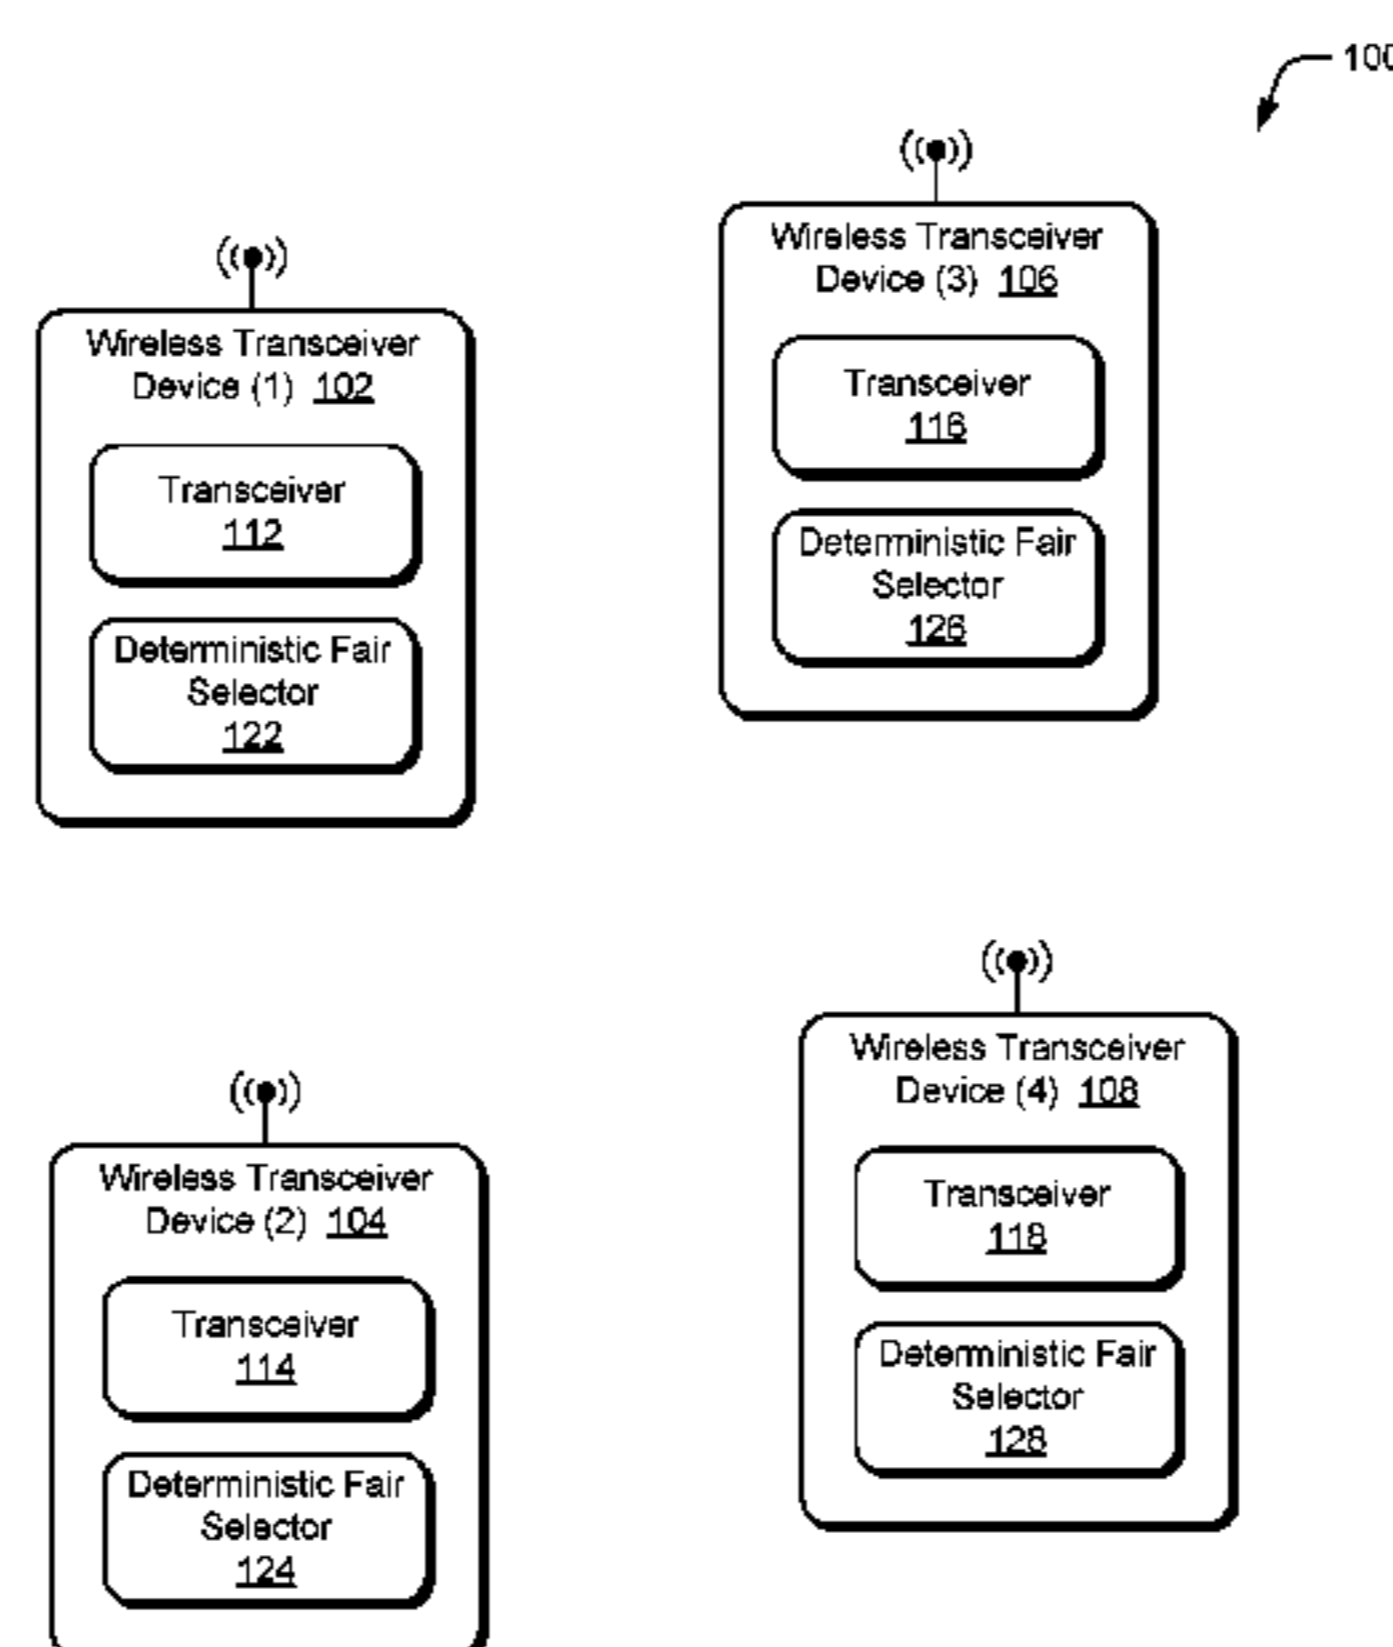 100
Wireless Transceiver
Device (3) 106
Transceiver
116
Deterministic Fair
Selector
126
Wireless Transceiver
Device (1) 102
Transceiver
112
Deterministic Fair
Selector
122
Wireless Transceiver
Device (4) 108
Transceiver
118
Deterministic Fair
Selector
128
Wireless Transceiver
Device (2) 104
Transceiver
114
Deterministic Fair
Selector
124